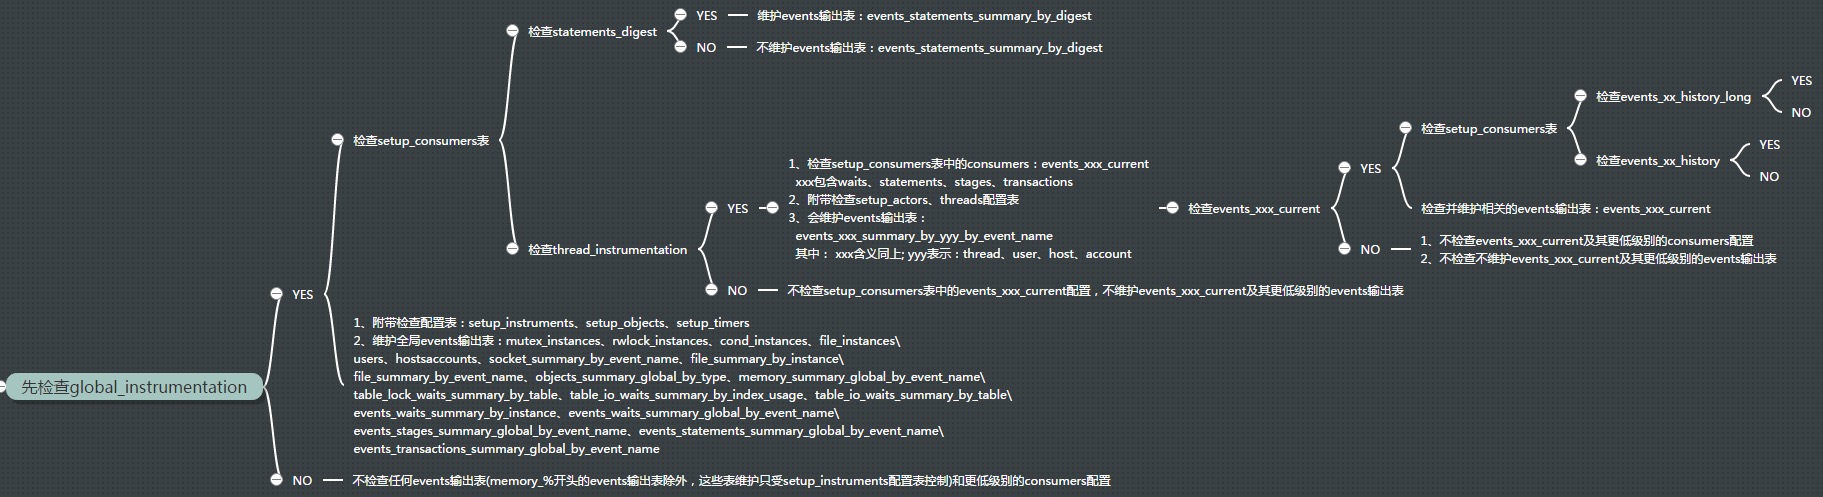 先检查global_instrumentation
YES
检查setup_consumers表
检查statements_digest
YES
维护events输出表：events_statements_summary_by_digest
NO
不维护events输出表：events_statements_summary_by_digest
检查thread_instrumentation
YES
1、检查setup_consumers表中的consumers：events_xxx_current
xxx包含waits、statements、stages、transactions
2、附带检查setup_actors、threads配置表
3、会维护events输出表：
events_xxx_summary_by_yyy_by_event_name
其中： xxx含义同上; yyy表示：thread、user、host、account
检查events_xxx_current
YES
检查setup_consumers表
检查events_xx_history_long
YES
NO
检查events_xx_history
YES
NO
检查并维护相关的events输出表：events_xxx_current
NO
1、不检查events_xxx_current及其更低级别的consumers配置
2、不检查不维护events_xxx_current及其更低级别的events输出表
NO
不检查setup_consumers表中的events_xxx_current配置，不维护events_xxx_current及其更低级别的events输出表
1、附带检查配置表：setup_instruments、setup_objects、setup_timers
2、维护全局events输出表：mutex_instances、rwlock_instances、cond_instances、file_instances\
users、hostsaccounts、socket_summary_by_event_name、file_summary_by_instance\
file_summary_by_event_name、objects_summary_global_by_type、memory_summary_global_by_event_name\
table_lock_waits_summary_by_table、table_io_waits_summary_by_index_usage、table_io_waits_summary_by_table\
events_waits_summary_by_instance、events_waits_summary_global_by_event_name\
events_stages_summary_global_by_event_name、events_statements_summary_global_by_event_name\
events_transactions_summary_global_by_event_name
NO
不检查任何events输出表(memory_%开头的events输出表除外，这些表维护只受setup_instruments配置表控制)和更低级别的consumers配置